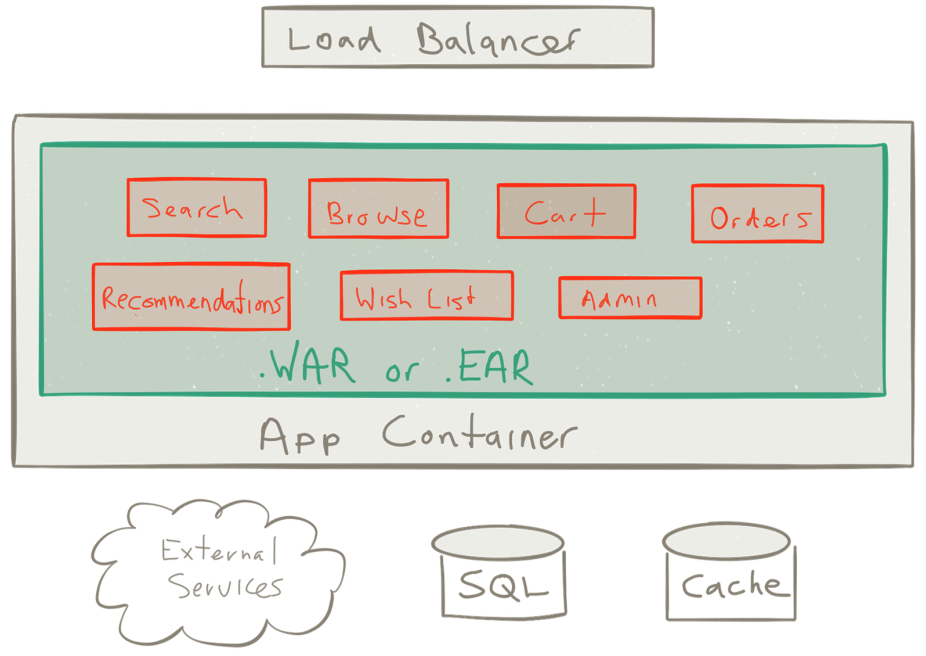 Load Balancer
Search
Browse
Cart
Orders
Recommendations
Wish List
Admin
.WAR or .EAR
App Container
External
Services
SQL
Cache